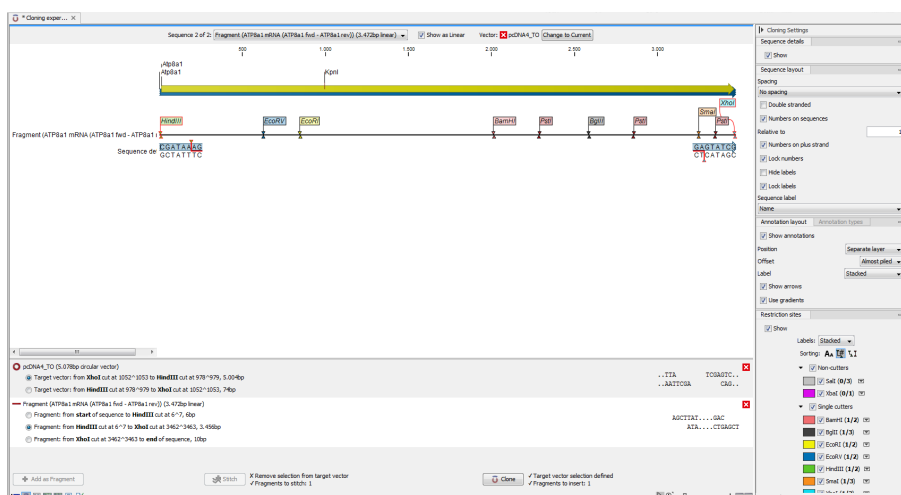 * Cloning exper... ×
Sequence 2 of 2: Fragment (ATP8a1 mRNA (ATP8a1 fwd - ATP8a1 rev)) (3.472bp linear) Show as Linear Vector: pcDNA4_TO Change to Current
500 1.000 1.500 2.000 2.500 3.000
Atp8a1
Atp8a1 KpnI
XhoI
SmaI
HindIII EcoRV EcoRI BamHI PstI BglII PstI PstI
Fragment (ATP8a1 mRNA (ATP8a1 fwd - ATP8a1 r
Sequence de CGATAAAG GAGTATCG
GCTATTTC CTCATAGC
pcDNA4_TO (5.078bp circular vector)
Target vector: from XhoI cut at 1052^1053 to HindIII cut at 978^979, 5.004bp ..TTA TCGAGTC..
..AATTCGA CAG..
Target vector: from HindIII cut at 978^979 to XhoI cut at 1052^1053, 74bp
Fragment (ATP8a1 mRNA (ATP8a1 fwd - ATP8a1 rev)) (3.472bp linear)
Fragment: from start of sequence to HindIII cut at 6^7, 6bp
AGCTTAT....GAC
Fragment: from HindIII cut at 6^7 to XhoI cut at 3462^3463, 3.456bp
ATA....CTGAGCT
Fragment: from XhoI cut at 3462^3463 to end of sequence, 10bp
Add as Fragment Stitch X Remove selection from target vector
√ Fragments to stitch: 1
Clone √ Target vector selection defined
√ Fragments to insert: 1
Cloning Settings
Sequence details
Show
Sequence layout
Spacing
No spacing
Double stranded
Numbers on sequences
Relative to 1
Numbers on plus strand
Lock numbers
Hide labels
Lock labels
Sequence label
Name
Annotation layout Annotation types
Show annotations
Position Separate layer
Offset Almost piled
Label Stacked
Show arrows
Use gradients
Restriction sites
Show
Labels: Stacked
Sorting:
Non-cutters
SalI (0/3)
XbaI (0/1)
Single cutters
BamHI (1/2)
BglII (1/3)
EcoRI (1/2)
EcoRV (1/2)
HindIII (1/2)
SmaI (1/3)